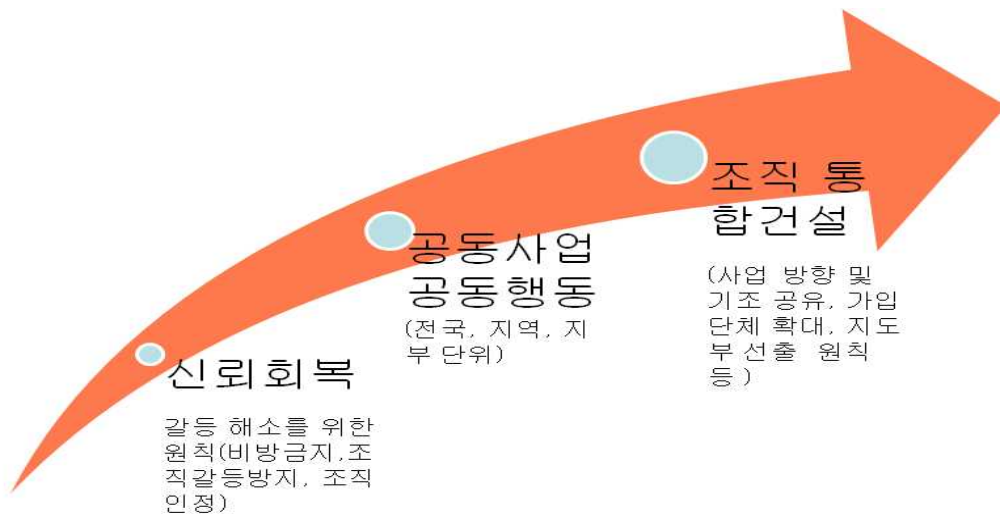 신뢰회복
갈등 해소를 위한
원칙(비방금지,조
직갈등방지, 조직
인정)
공동사업
공동행동
(전국, 지역, 지
부 단위)
조직 통
합건설
(사업 방향 및
기조 공유, 가입
단체 확대, 지도
부 선출 원칙
등 )